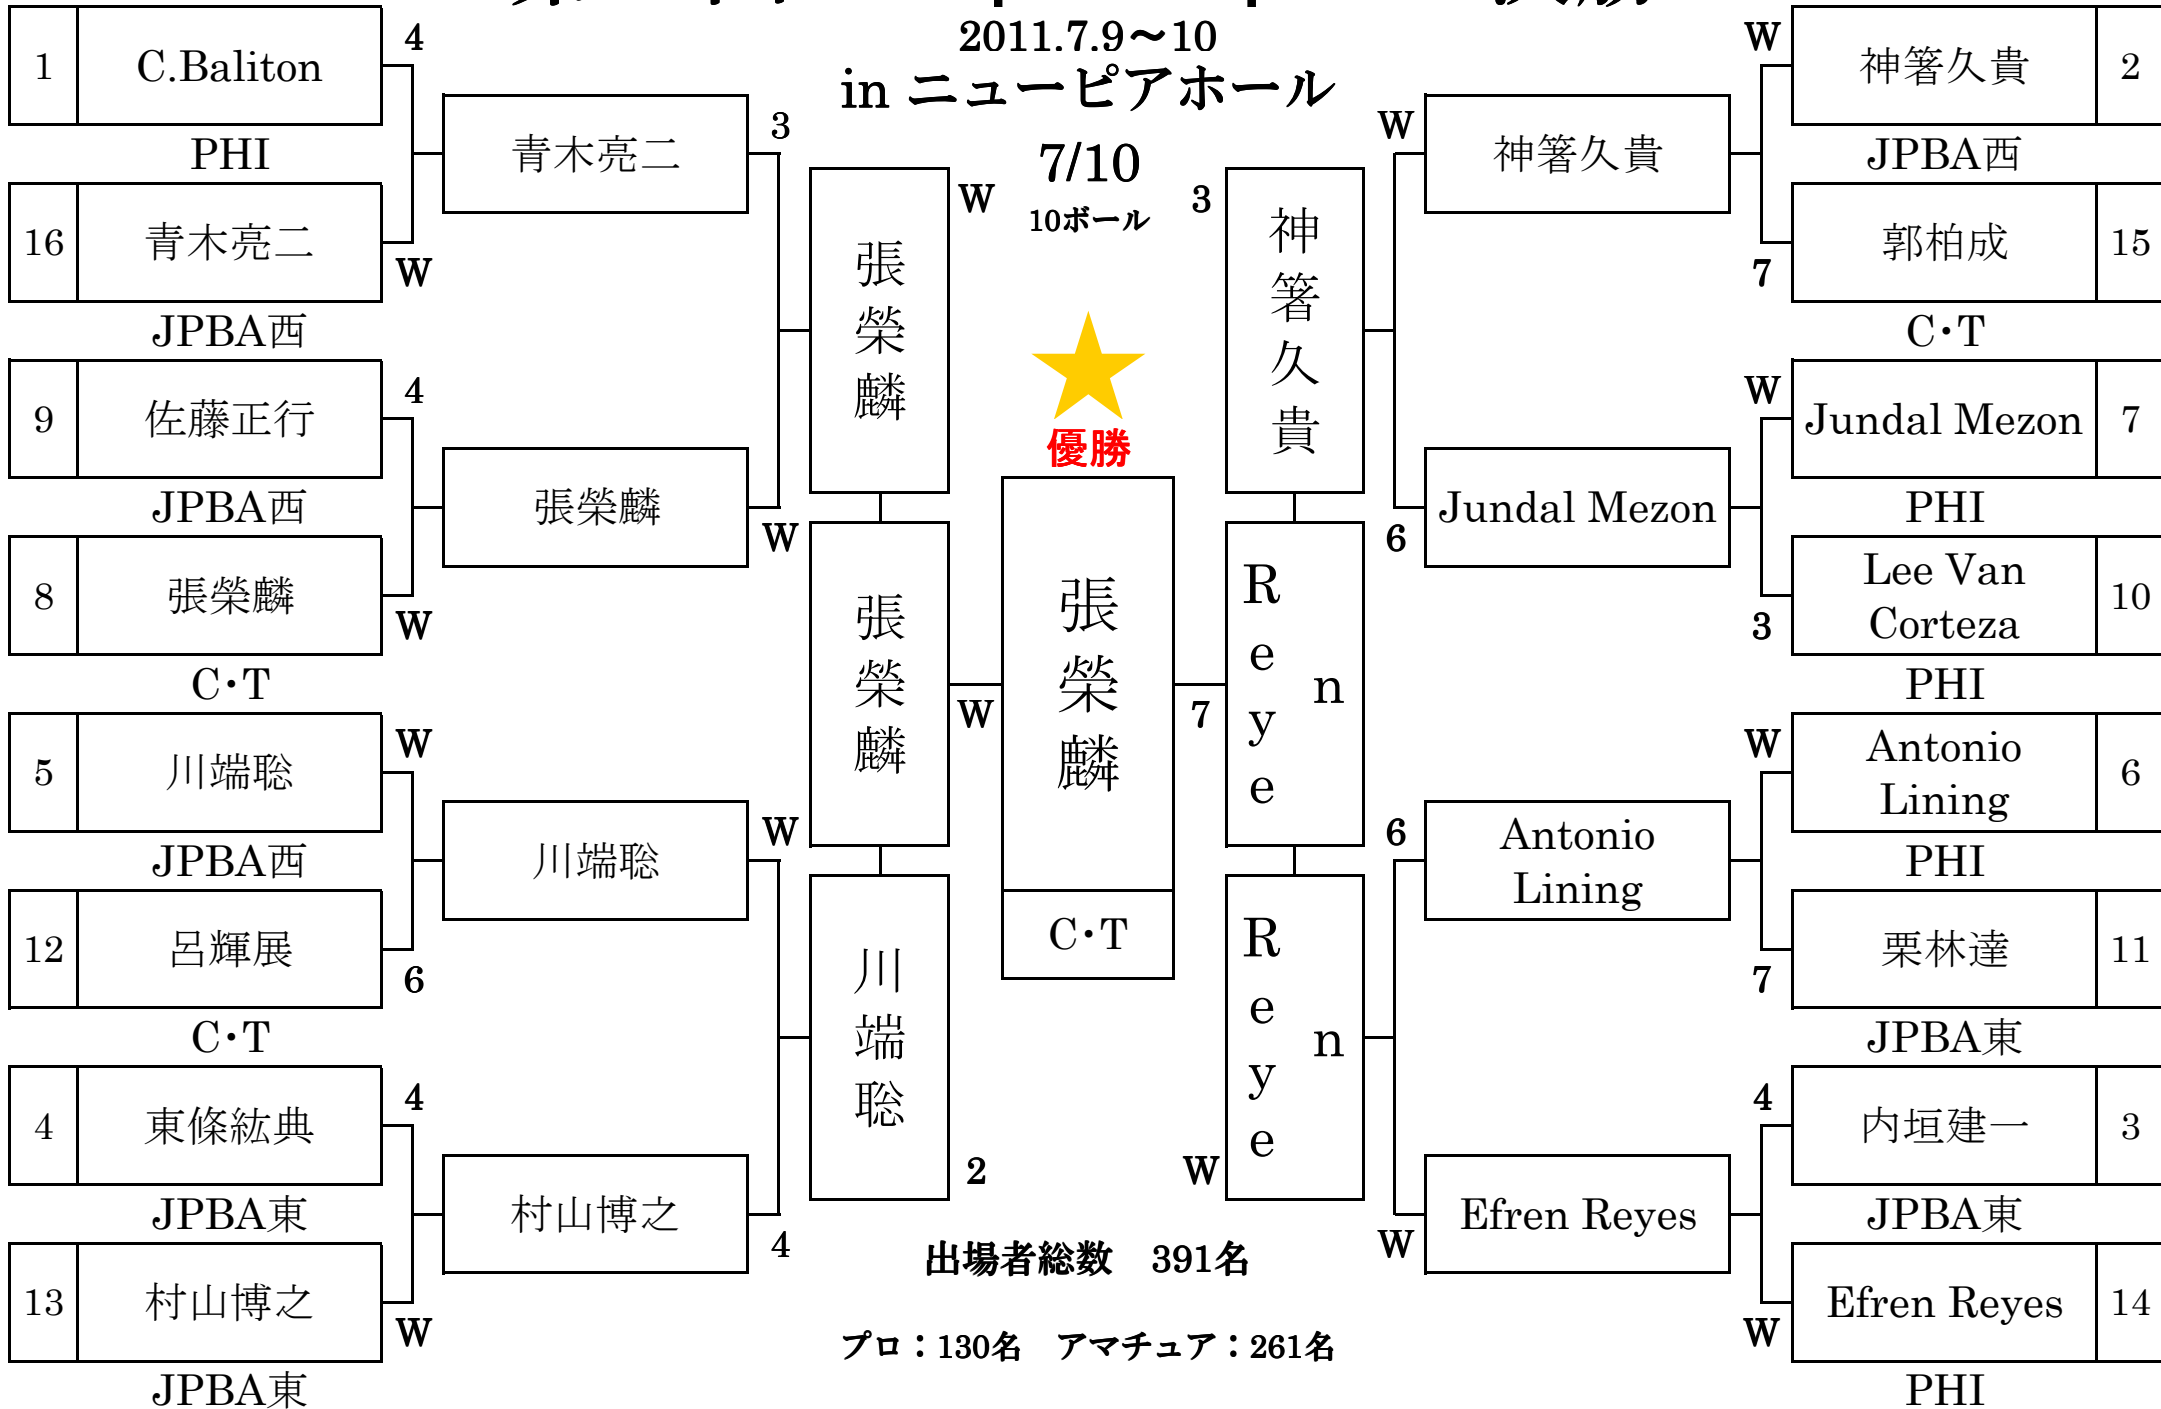 2011.7.9～10
in ニューピアホール
7/10
10ボール
優勝
張榮麟
C・T
1 C.Baliton 4
PHI
16 青木亮二 W
JPBA西
9 佐藤正行 4
JPBA西
8 張榮麟 W
C・T
5 川端聡 W
JPBA西
12 呂輝展 6
C・T
4 東條紘典 4
JPBA東
13 村山博之 W
JPBA東
青木亮二 3
張榮麟 W
川端聡 W
村山博之 4
張榮麟 W
張榮麟 W
川端聡 2
3 神箸久貴
7 Reye
n
W Reye
n
W 神箸久貴
6 Jundal Mezon
6 Antonio
Lining
W Efren Reyes
W 神箸久貴 2
JPBA西
7 郭柏成 15
C・T
W Jundal Mezon 7
PHI
3 Lee Van
Corteza 10
PHI
W Antonio
Lining 6
PHI
7 栗林達 11
JPBA東
4 内垣建一 3
JPBA東
W Efren Reyes 14
PHI
出場者総数　391名
プロ：130名　アマチュア：261名